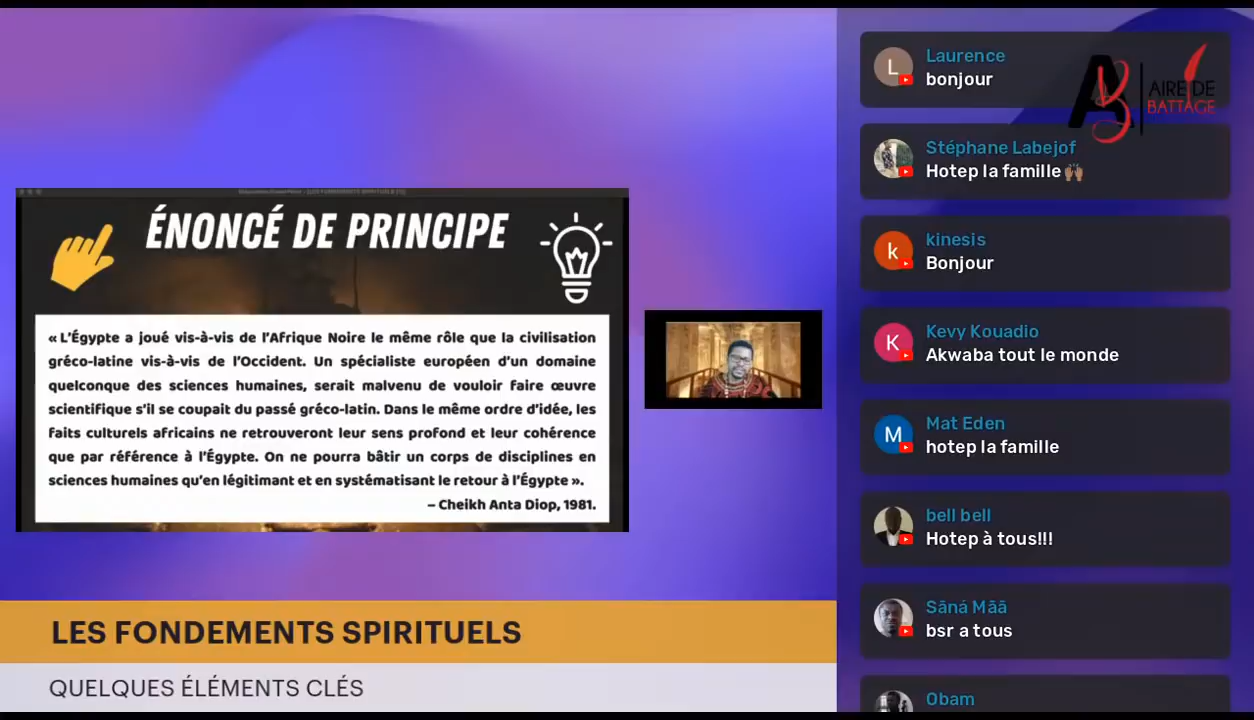 ÉNONCÉ DE PRINCIPE
« L'Égypte a joué vis-à-vis de l'Afrique Noire le même rôle que la civilisation
gréco-latine vis-à-vis de l'Occident. Un spécialiste européen d'un domaine
quelconque des sciences humaines, serait malvenu de vouloir faire œuvre
scientifique s'il se coupait du passé gréco-latin. Dans le même ordre d'idée, les
faits culturels africains ne retrouveront leur sens profond et leur cohérence
que par référence à l'Égypte. On ne pourra bâtir un corps de disciplines en
sciences humaines qu'en légitimant et en systématisant le retour à l'Égypte ».
– Cheikh Anta Diop, 1981.
LES FONDEMENTS SPIRITUELS
QUELQUES ÉLÉMENTS CLÉS
AB
AIRE DE
BATTAGE
L
Laurence
bonjour
Stéphane Labejof
Hotep la famille🙌🏽
k
kinesis
Bonjour
K
Kevy Kouadio
Akwaba tout le monde
M
Mat Eden
hotep la famille
bell bell
Hotep à tous!!!
Sāná Māā
bsr a tous
Obam